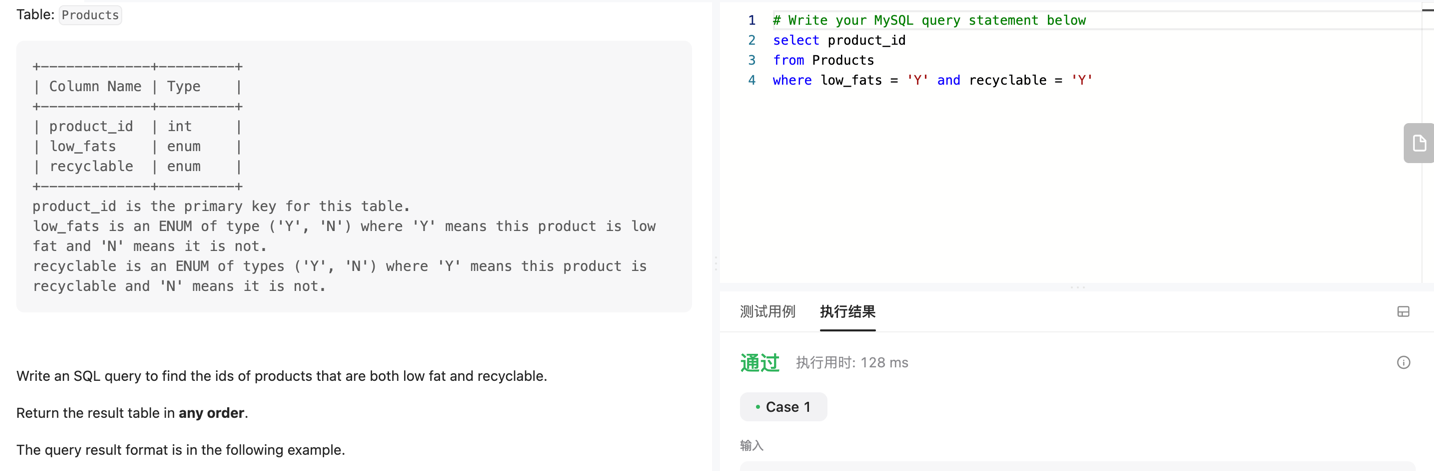 Table: Products
+-------------+---------+
| Column Name | Type    |
+-------------+---------+
| product_id  | int     |
| low_fats    | enum    |
| recyclable  | enum    |
+-------------+---------+
product_id is the primary key for this table.
low_fats is an ENUM of type ('Y', 'N') where 'Y' means this product is low
fat and 'N' means it is not.
recyclable is an ENUM of types ('Y', 'N') where 'Y' means this product is
recyclable and 'N' means it is not.
Write an SQL query to find the ids of products that are both low fat and recyclable.
Return the result table in any order.
The query result format is in the following example.
1 # Write your MySQL query statement below
2 select product_id
3 from Products
4 where low_fats = 'Y' and recyclable = 'Y'
测试用例 执行结果
通过 执行用时: 128 ms
• Case 1
输入